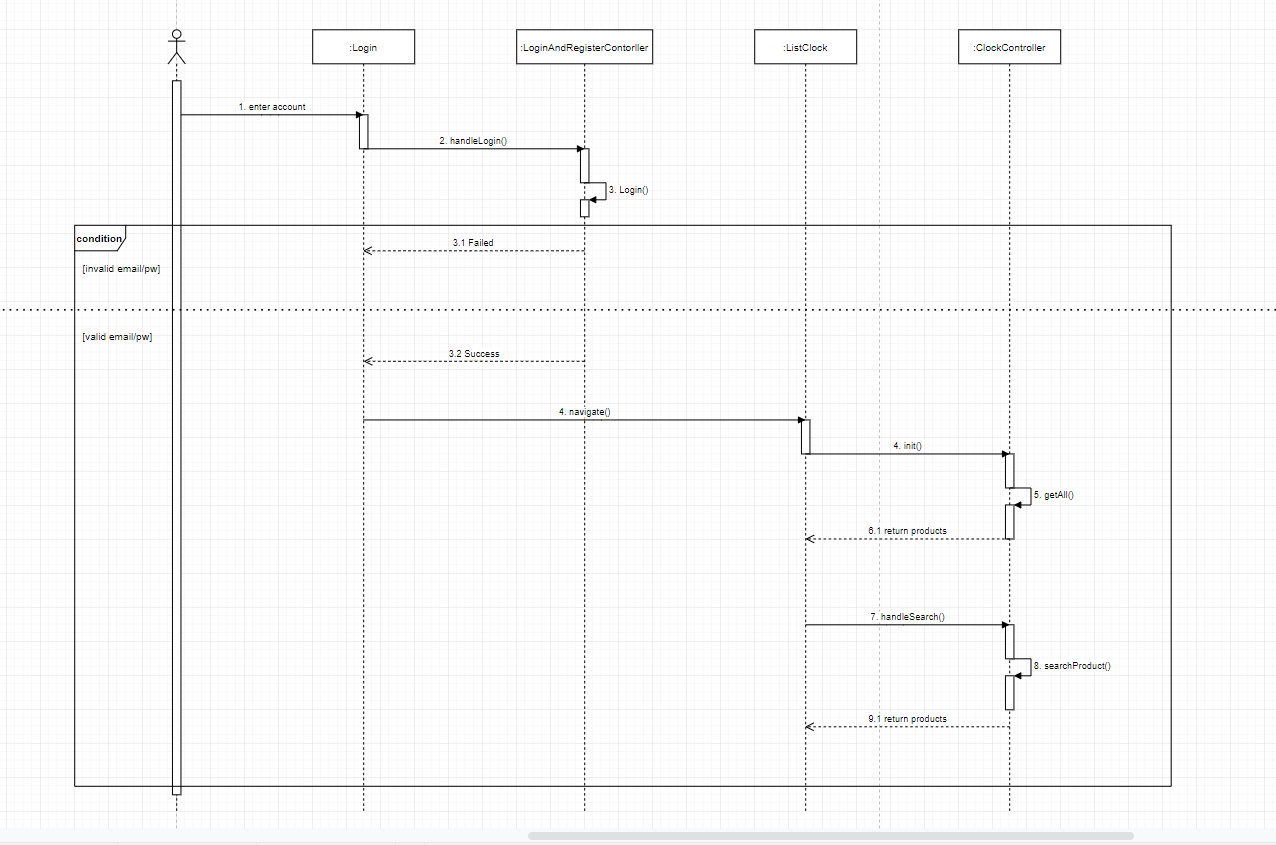 :Login
:LoginAndRegisterContorller
:ListClock
:ClockController
1. enter account
2. handleLogin()
3. Login()
condition
3.1 Failed
[invalid email/pw]
[valid email/pw]
3.2 Success
4. navigate()
4. init()
5. getAll()
6.1 return products
7. handleSearch()
8. searchProduct()
9.1 return products